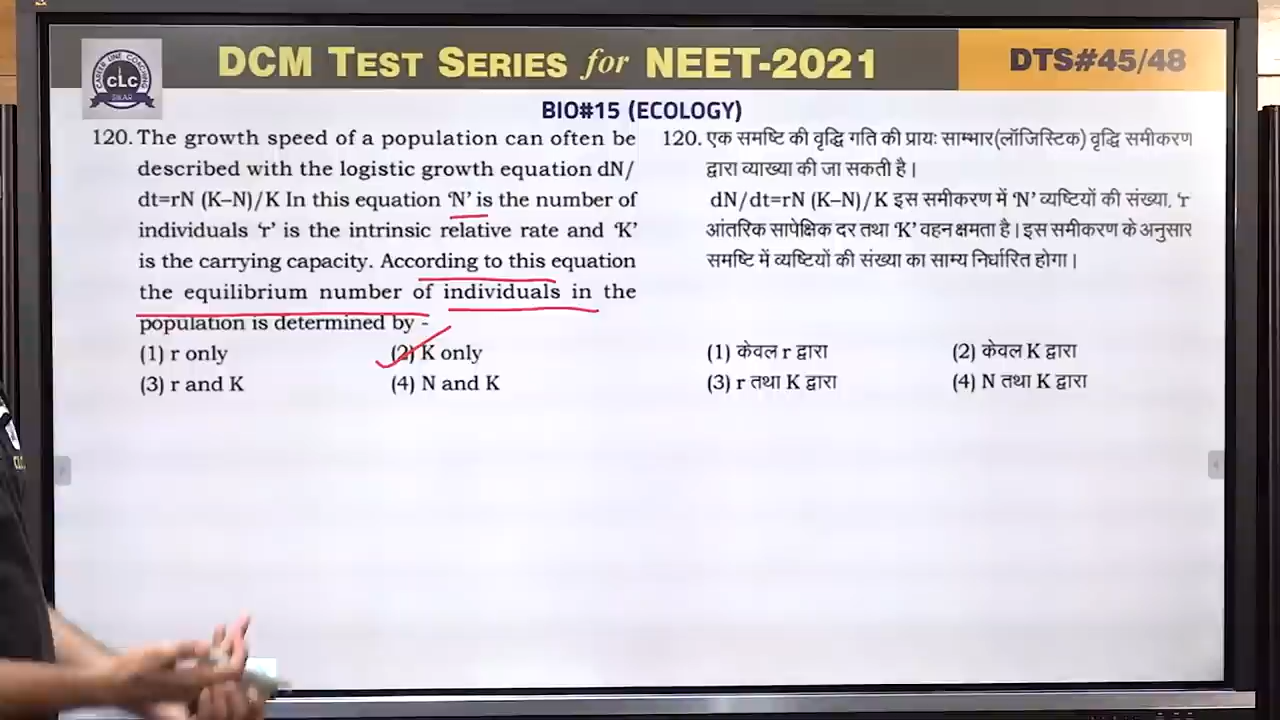 DCM TEST SERIES for NEET-2021
DTS#45/48
CAREER LINE COACHING
CLC
SIKAR
BIO#15 (ECOLOGY)
120. The growth speed of a population can often be
described with the logistic growth equation dN/
dt=rN (K–N)/K In this equation 'N' is the number of
individuals 'r' is the intrinsic relative rate and 'K'
is the carrying capacity. According to this equation
the equilibrium number of individuals in the
population is determined by -
(1) r only
(2) K only
(3) r and K
(4) N and K
120. एक समष्टि की वृद्धि गति की प्रायः साम्भार(लॉजिस्टिक) वृद्धि समीकरण
द्वारा व्याख्या की जा सकती है।
dN/dt=rN (K–N)/K इस समीकरण में 'N' व्यष्टियों की संख्या, 'r
आंतरिक सापेक्षिक दर तथा 'K' वहन क्षमता है। इस समीकरण के अनुसार
समष्टि में व्यष्टियों की संख्या का साम्य निर्धारित होगा।
(1) केवल r द्वारा
(2) केवल K द्वारा
(3) r तथा K द्वारा
(4) N तथा K द्वारा